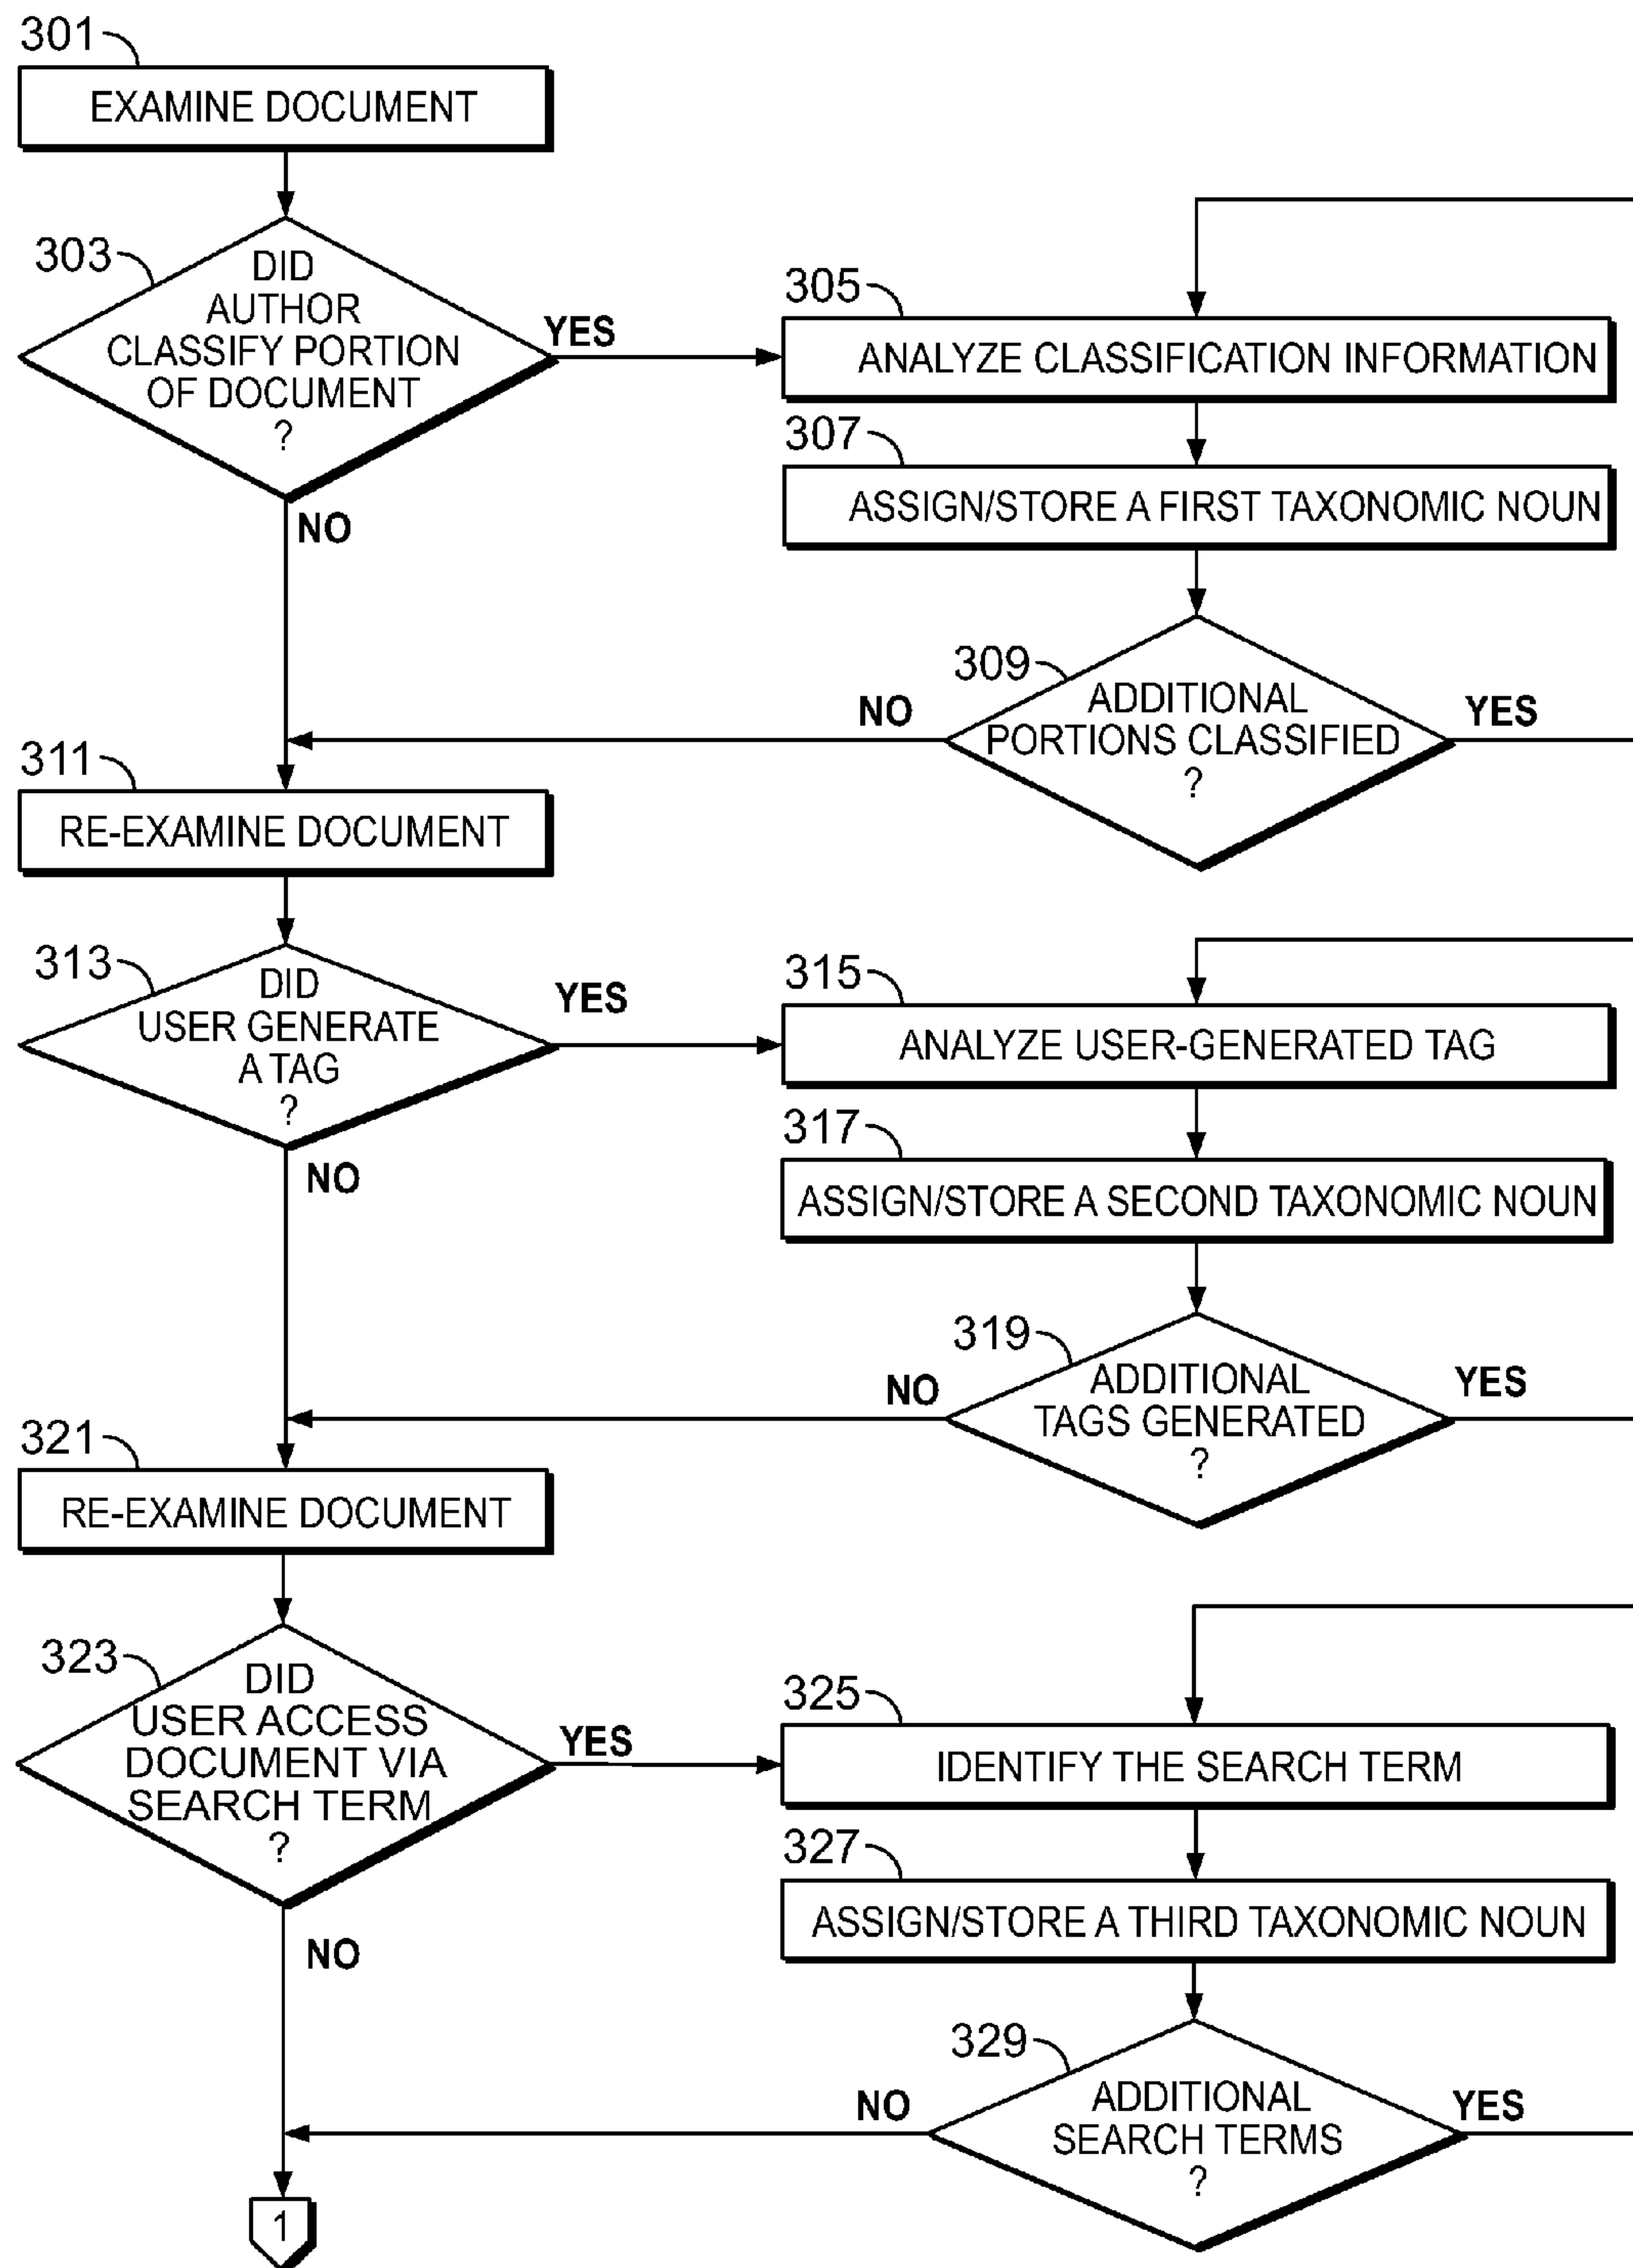 301
EXAMINE DOCUMENT
303
DID
AUTHOR
CLASSIFY PORTION
OF DOCUMENT
?
YES
NO
305
ANALYZE CLASSIFICATION INFORMATION
307
ASSIGN/STORE A FIRST TAXONOMIC NOUN
309
ADDITIONAL
PORTIONS CLASSIFIED
?
NO
YES
311
RE-EXAMINE DOCUMENT
313
DID
USER GENERATE
A TAG
?
YES
NO
315
ANALYZE USER-GENERATED TAG
317
ASSIGN/STORE A SECOND TAXONOMIC NOUN
319
ADDITIONAL
TAGS GENERATED
?
NO
YES
321
RE-EXAMINE DOCUMENT
323
DID
USER ACCESS
DOCUMENT VIA
SEARCH TERM
?
YES
NO
325
IDENTIFY THE SEARCH TERM
327
ASSIGN/STORE A THIRD TAXONOMIC NOUN
329
ADDITIONAL
SEARCH TERMS
?
NO
YES
1